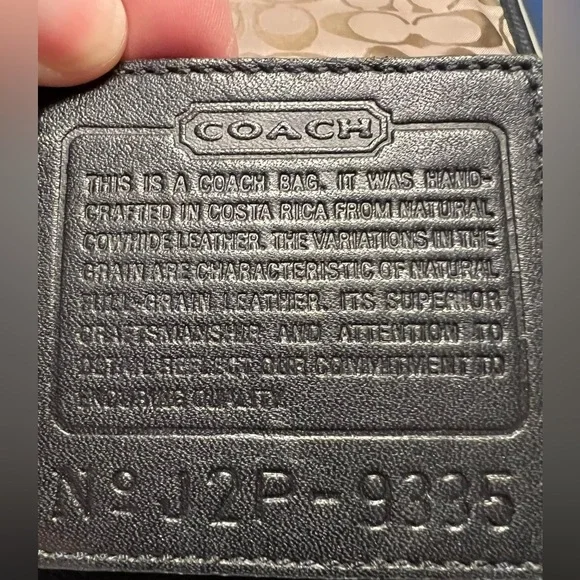 COACH
THIS IS A COACH BAG. IT WAS HAND-
CRAFTED IN COSTA RICA FROM NATURAL
COWHIDE LEATHER. THE VARIATIONS IN THE
GRAIN ARE CHARACTERISTIC OF NATURAL
FULL-GRAIN LEATHER. ITS SUPERIOR
CRAFTSMANSHIP AND ATTENTION TO
DETAIL REFLECT OUR COMMITMENT TO
ENDURING QUALITY.
Nº J2P-9335